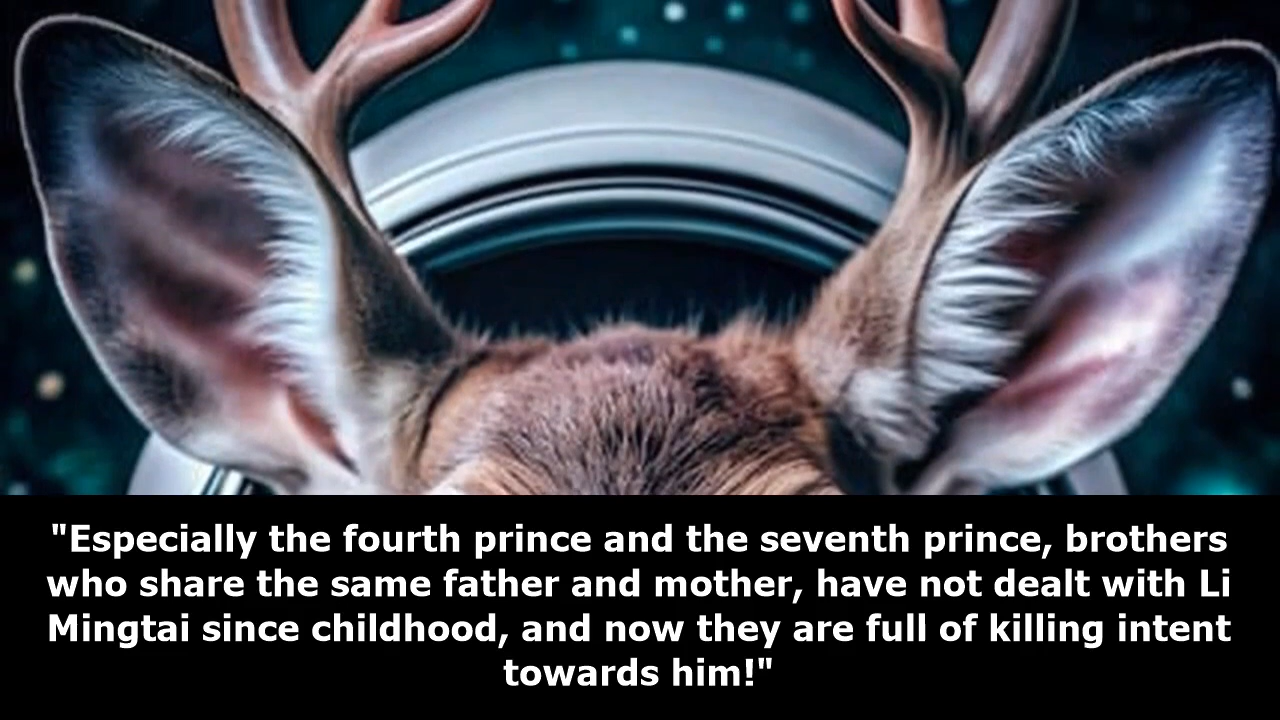 "Especially the fourth prince and the seventh prince, brothers
who share the same father and mother, have not dealt with Li
Mingtai since childhood, and now they are full of killing intent
towards him!"